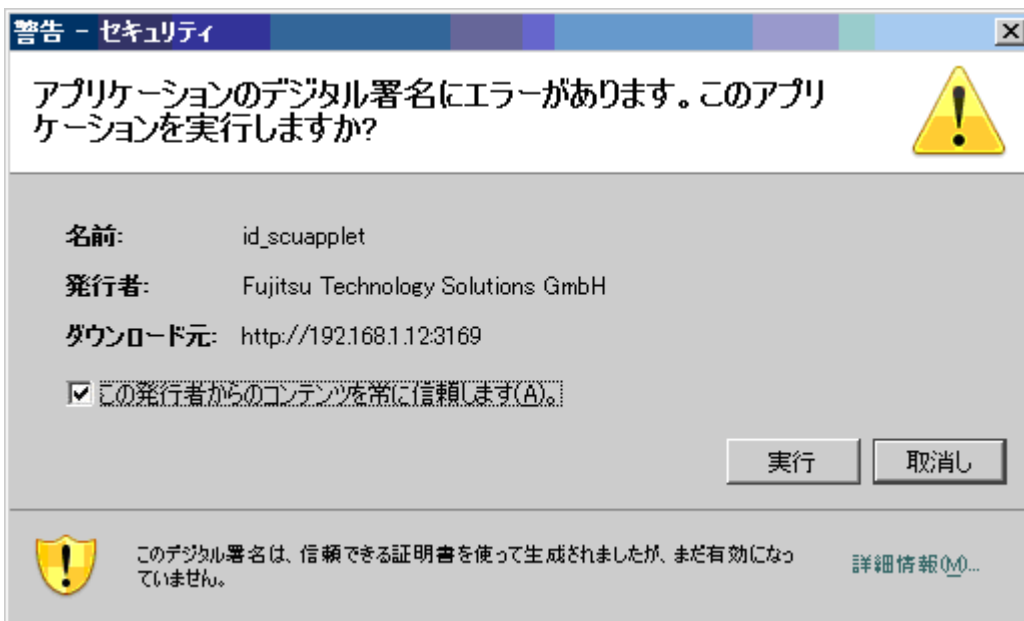 警告 - セキュリティ
アプリケーションのデジタル署名にエラーがあります。このアプリ
ケーションを実行しますか?
名前: id_scuapplet
発行者: Fujitsu Technology Solutions GmbH
ダウンロード元: http://192.168.1.12:3169
この発行者からのコンテンツを常に信頼します(A)。
実行 取消し
このデジタル署名は、信頼できる証明書を使って生成されましたが、まだ有効になっ
ていません。
詳細情報(M)...